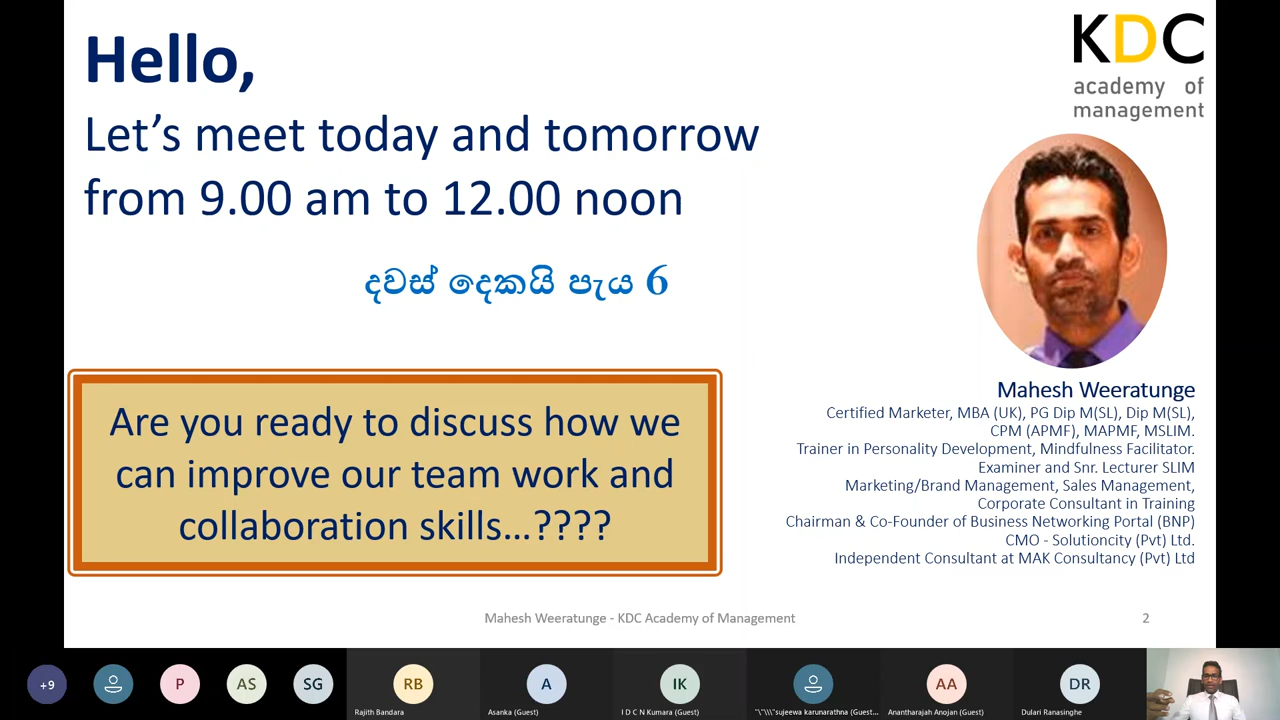 Hello,
Let's meet today and tomorrow
from 9.00 am to 12.00 noon
දවස් දෙකයි පැය 6
Are you ready to discuss how we
can improve our team work and
collaboration skills...????
KDC
academy of
management
Mahesh Weeratunge
Certified Marketer, MBA (UK), PG Dip M(SL), Dip M(SL),
CPM (APMF), MAPMF, MSLIM.
Trainer in Personality Development, Mindfulness Facilitator.
Examiner and Snr. Lecturer SLIM
Marketing/Brand Management, Sales Management,
Corporate Consultant in Training
Chairman & Co-Founder of Business Networking Portal (BNP)
CMO - Solutioncity (Pvt) Ltd.
Independent Consultant at MAK Consultancy (Pvt) Ltd
Mahesh Weeratunge - KDC Academy of Management
2
+9
P
AS
SG
RB
A
IK
AA
DR
Rajith Bandara
Asanka (Guest)
I D C N Kumara (Guest)
"\"\\\"sujeewa karunarathna (Guest...
Anantharajah Anojan (Guest)
Dulari Ranasinghe